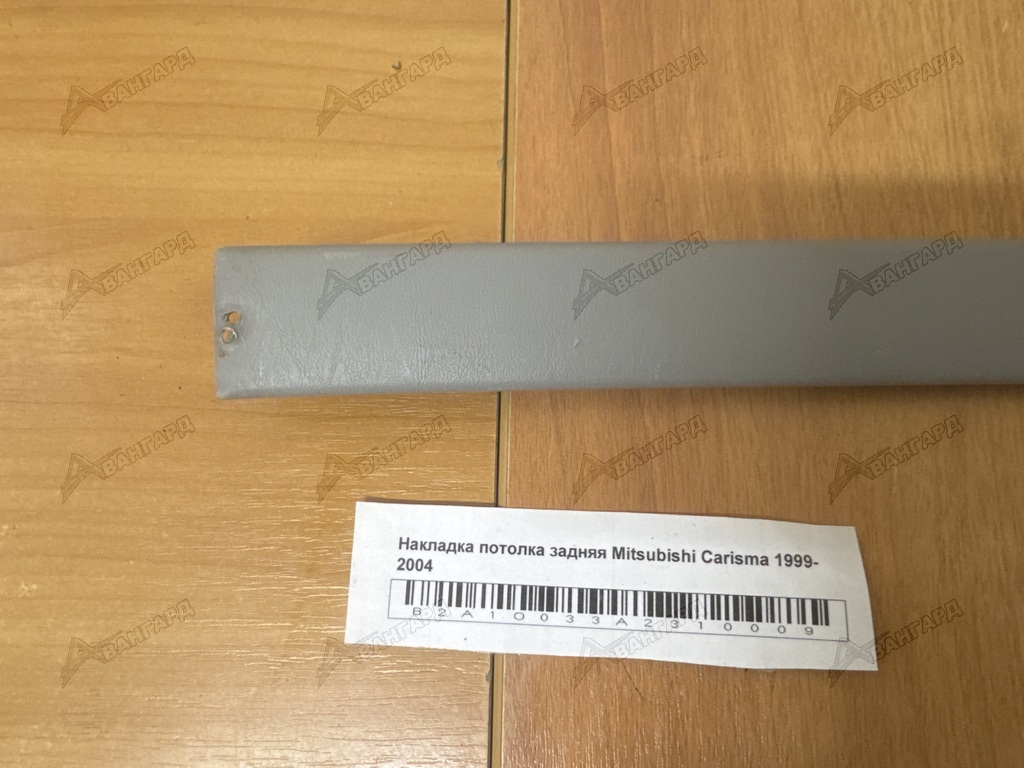 Накладка потолка задняя Mitsubishi Carisma 1999-
2004
B2A10033A2310009
АВАНГАРД